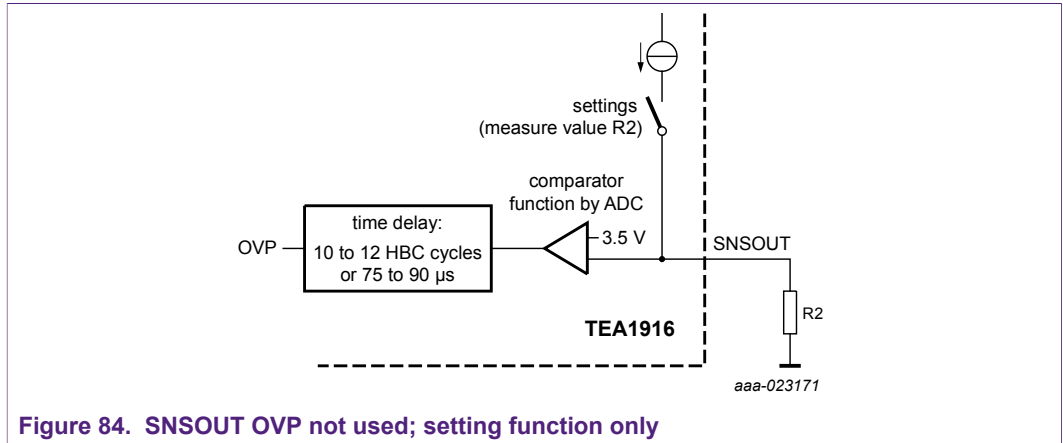 settings
(measure value R2)
comparator
function by ADC
time delay:
10 to 12 HBC cycles
or 75 to 90 µs
OVP
3.5 V
SNSOUT
R2
TEA1916
aaa-023171
Figure 84. SNSOUT OVP not used; setting function only